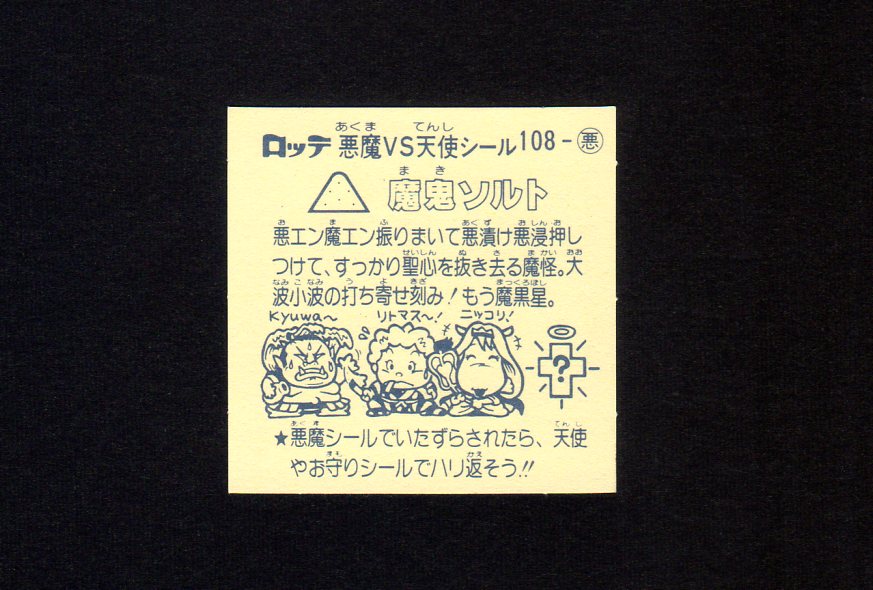 ロッテ 悪魔VS天使シール108-悪
魔鬼ソルト
悪エン魔エン振りまいて悪漬け悪浸押し
つけて、すっかり聖心を抜き去る魔怪。大
波小波の打ち寄せ刻み!もう魔黒星。
Kyuwa〜 リトマス〜! ニッコリ!
?
★悪魔シールでいたずらされたら、天使
やお守りシールでハリ返そう!!